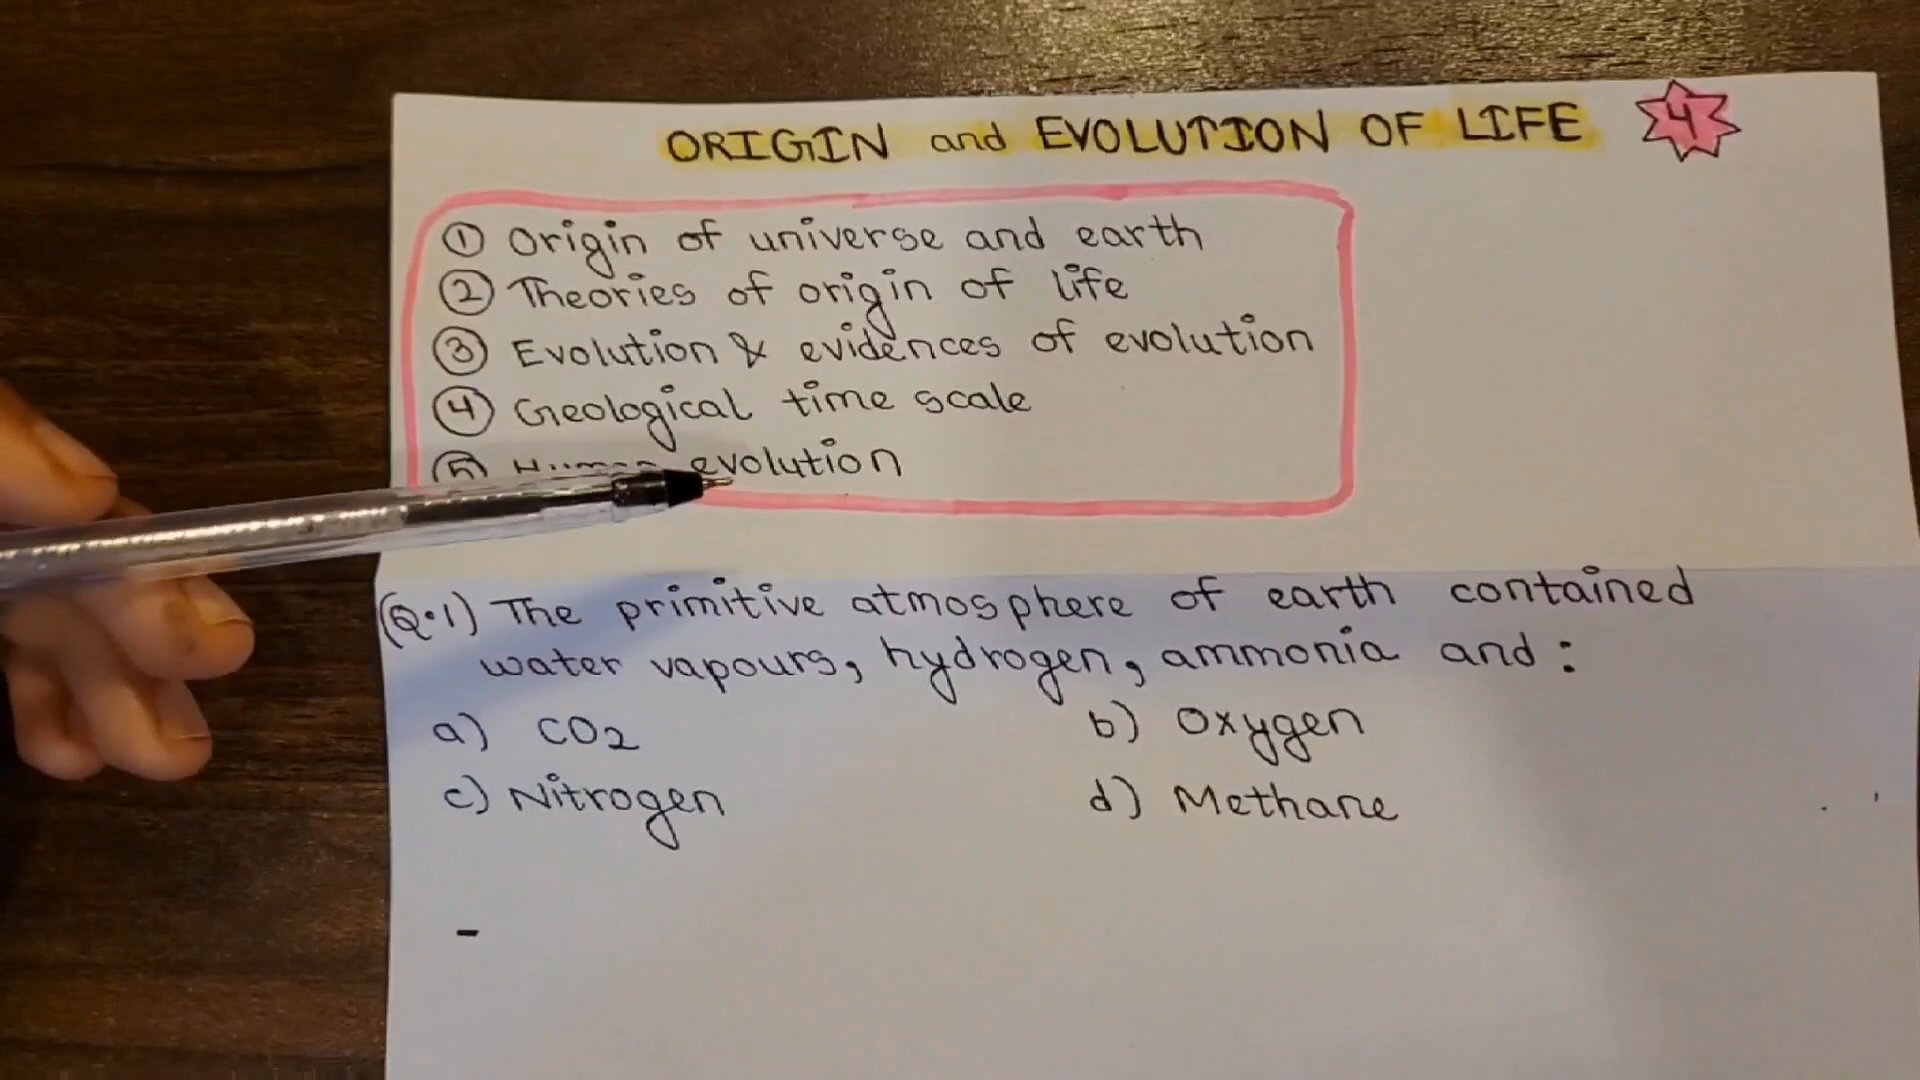 ORIGIN and EVOLUTION OF LIFE 4
① Origin of universe and earth
② Theories of origin of life
③ Evolution & evidences of evolution
④ Geological time scale
⑤ Human evolution
(Q.1) The primitive atmosphere of earth contained
water vapours, hydrogen, ammonia and :
a) CO2 b) Oxygen
c) Nitrogen d) Methane